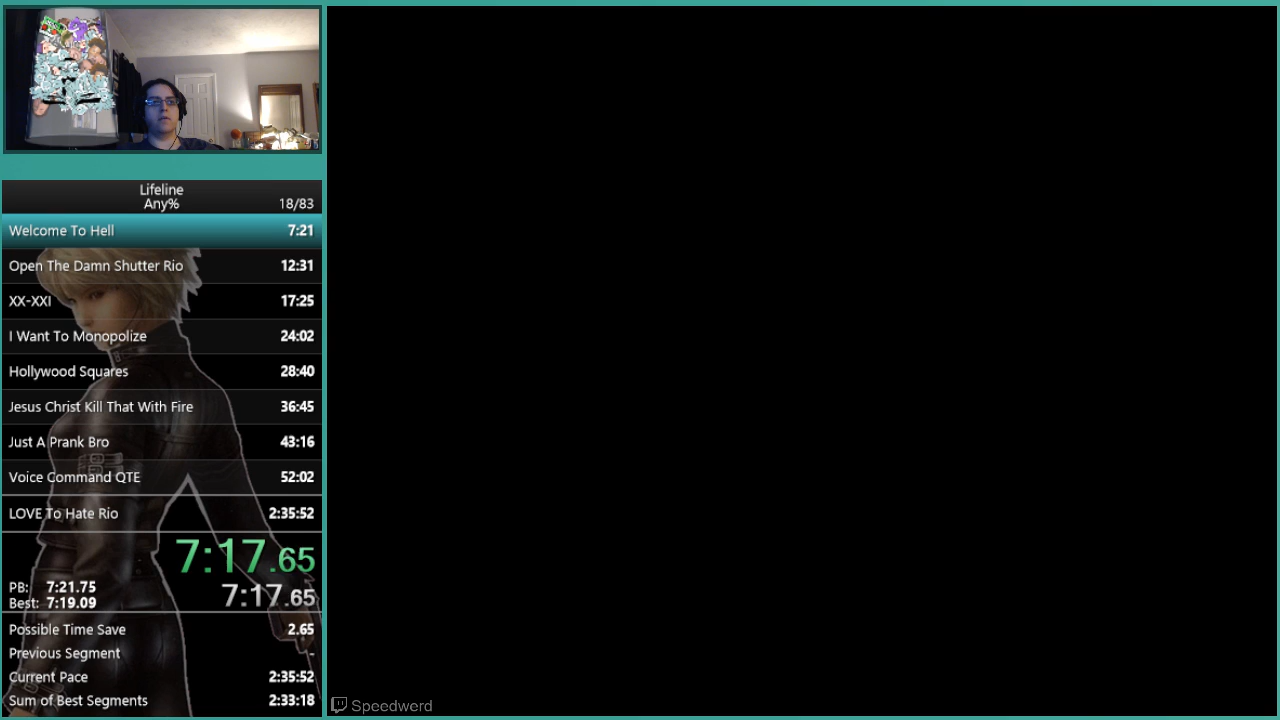 Lifeline
Any% 18/83
Welcome To Hell 7:21
Open The Damn Shutter Rio 12:31
XX-XXI 17:25
I Want To Monopolize 24:02
Hollywood Squares 28:40
Jesus Christ Kill That With Fire 36:45
Just A Prank Bro 43:16
Voice Command QTE 52:02
LOVE To Hate Rio 2:35:52
7:17.65
PB: 7:21.75
Best: 7:19.09
7:17.65
Possible Time Save 2.65
Previous Segment -
Current Pace 2:35:52
Sum of Best Segments 2:33:18
Speedwerd